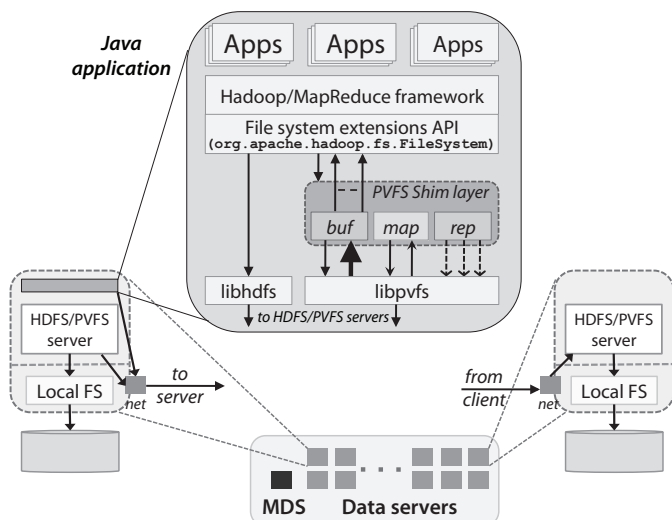 Java
application
Apps
Apps
Apps
Hadoop/MapReduce framework
File system extensions API
(org.apache.hadoop.fs.FileSystem)
PVFS Shim layer
buf
map
rep
libhdfs
libpvfs
to HDFS/PVFS servers
HDFS/PVFS
server
Local FS
net
to
server
from
client
HDFS/PVFS
server
net
Local FS
MDS
Data servers